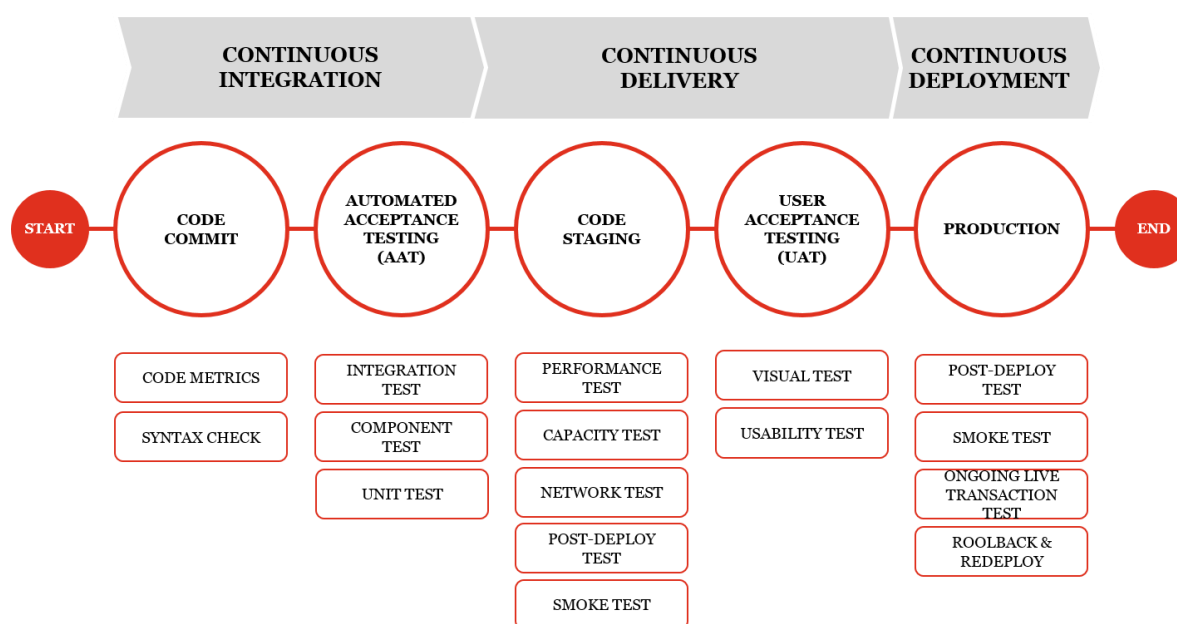 CONTINUOUS
INTEGRATION
CONTINUOUS
DELIVERY
CONTINUOUS
DEPLOYMENT
START
CODE
COMMIT
AUTOMATED
ACCEPTANCE
TESTING
(AAT)
CODE
STAGING
USER
ACCEPTANCE
TESTING
(UAT)
PRODUCTION
END
CODE METRICS
SYNTAX CHECK
INTEGRATION
TEST
COMPONENT
TEST
UNIT TEST
PERFORMANCE
TEST
CAPACITY TEST
NETWORK TEST
POST-DEPLOY
TEST
SMOKE TEST
VISUAL TEST
USABILITY TEST
POST-DEPLOY
TEST
SMOKE TEST
ONGOING LIVE
TRANSACTION
TEST
ROOLBACK &
REDEPLOY